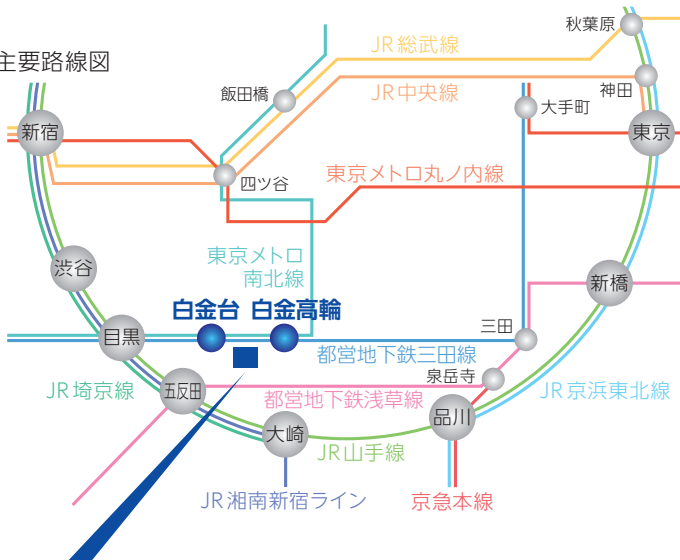 秋葉原
JR総武線
主要路線図
飯田橋
JR中央線
神田
大手町
新宿
東京
四ツ谷
東京メトロ丸ノ内線
東京メトロ
南北線
渋谷
新橋
白金台
白金高輪
三田
目黒
都営地下鉄三田線
泉岳寺
JR埼京線
五反田
都営地下鉄浅草線
JR京浜東北線
品川
大崎
JR山手線
JR湘南新宿ライン
京急本線